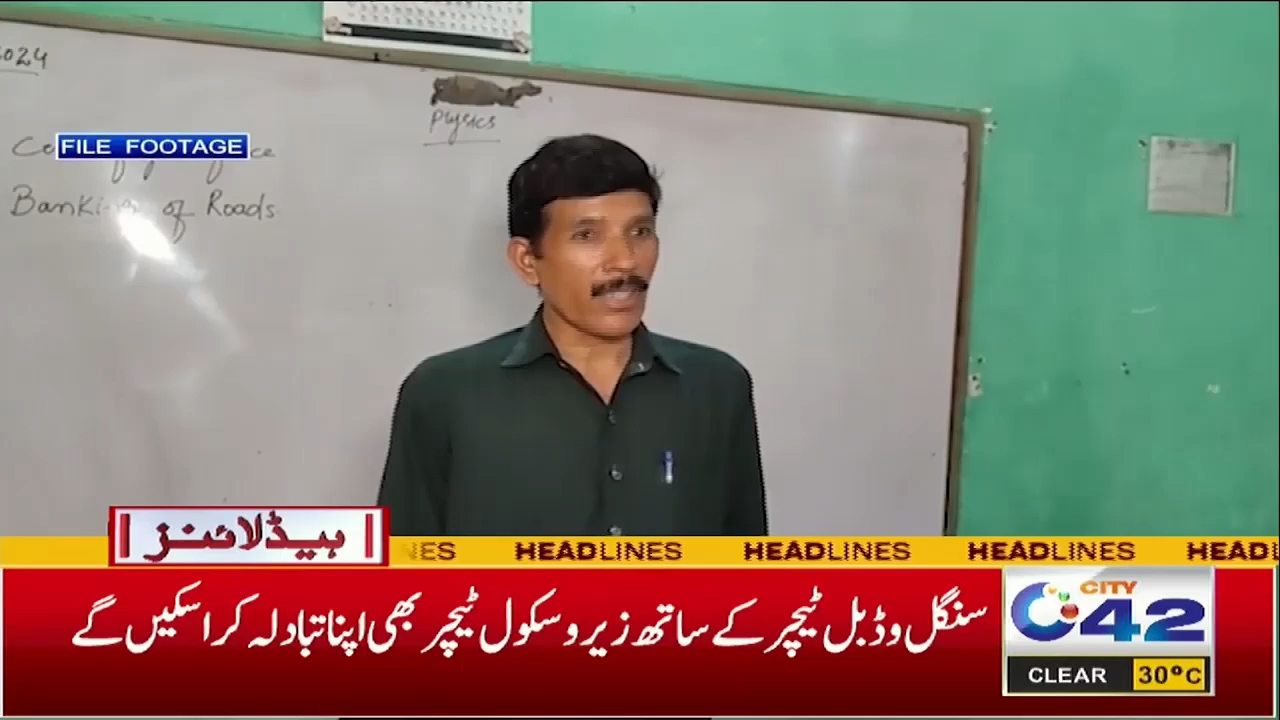 2024
Physics
FILE FOOTAGE
Banking of Roads
ہیڈلائنز
HEADLINES HEADLINES HEADLINES
سنگل و ڈبل ٹیچر کے ساتھ زیرو سکول ٹیچر بھی اپنا تبادلہ کرا سکیں گے
CITY
42
CLEAR 30°C